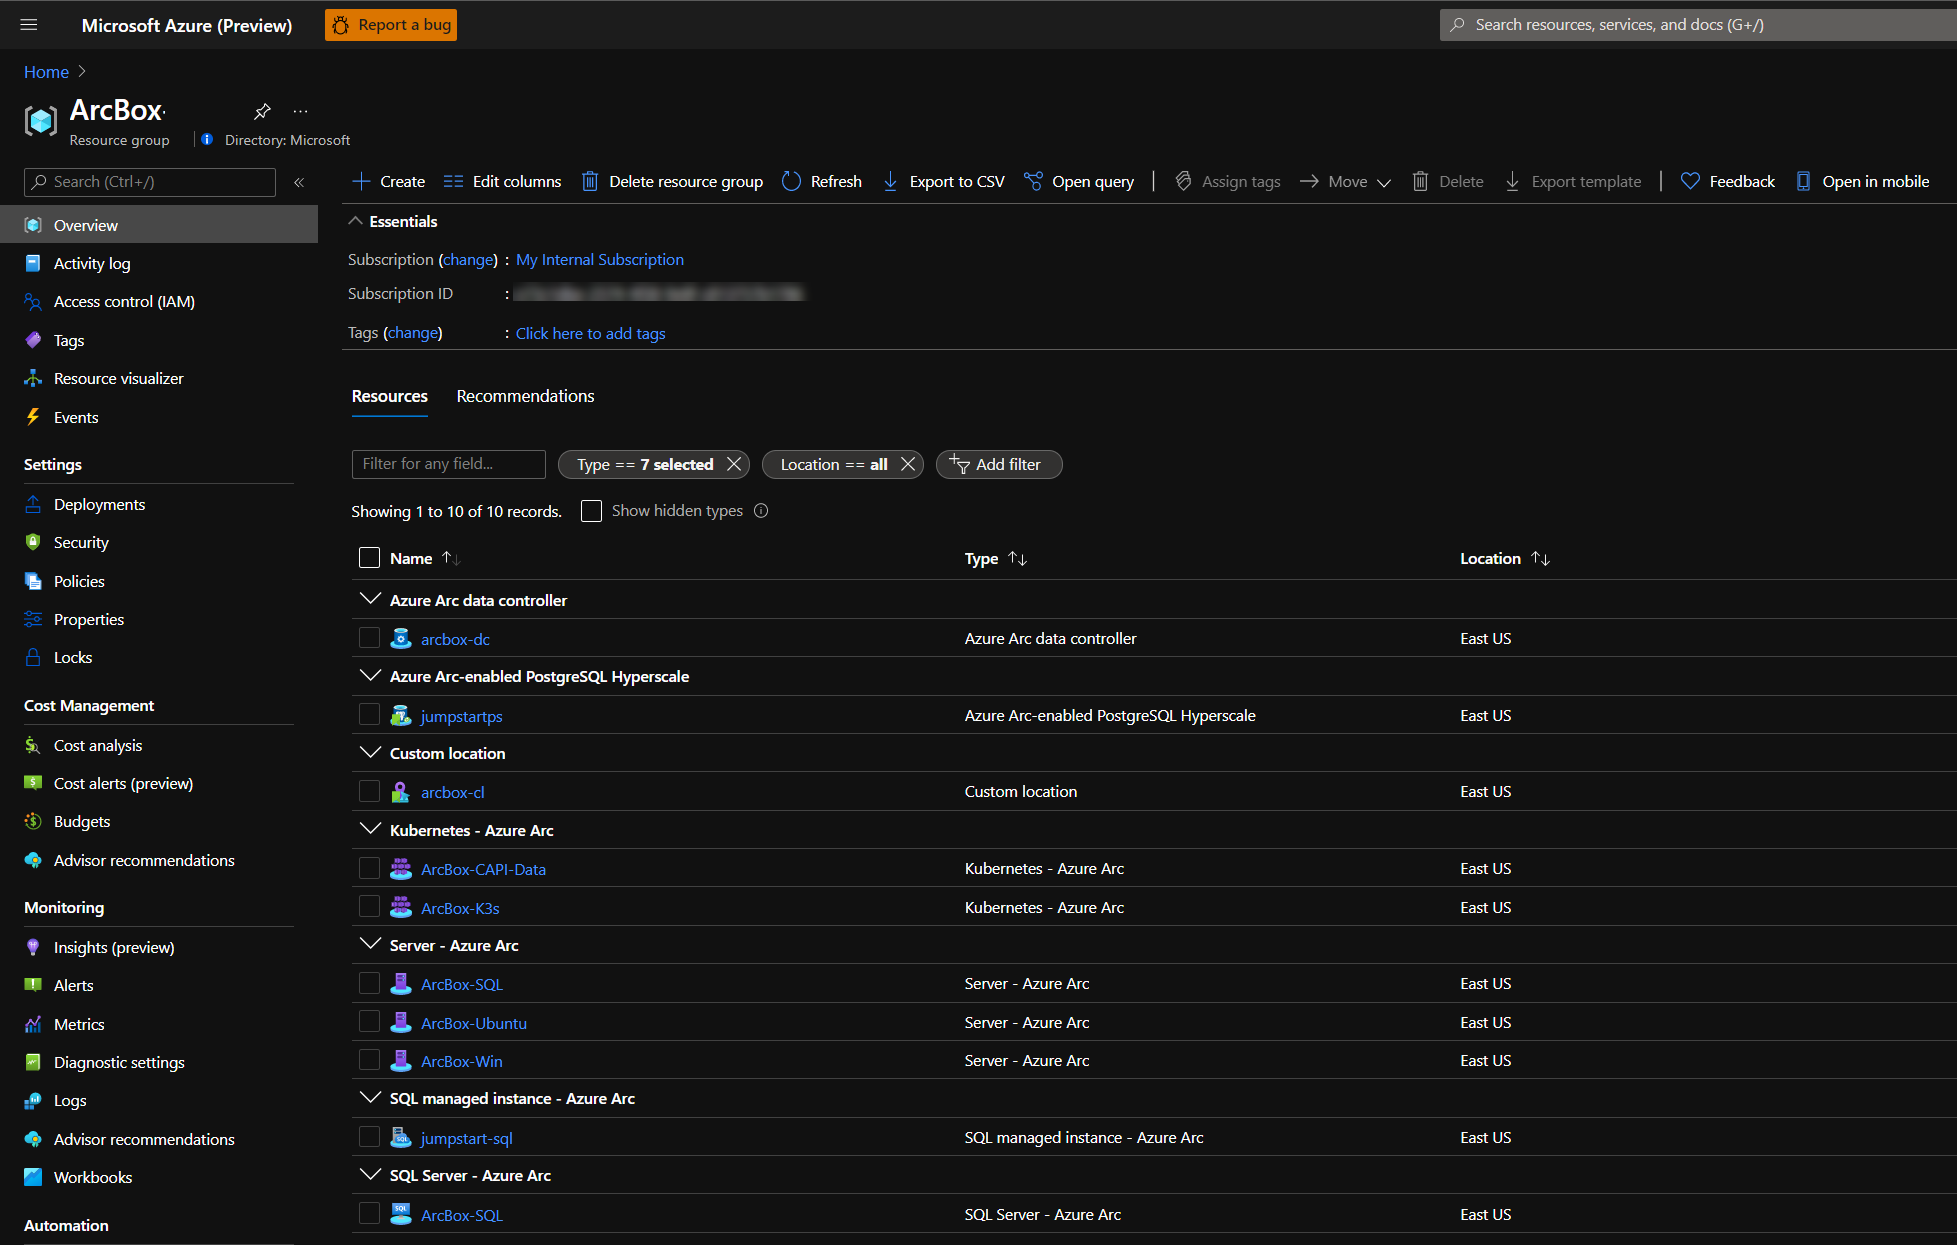 Microsoft Azure (Preview)
Report a bug
Search resources, services, and docs (G+/)
Home
ArcBox
Resource group
Directory: Microsoft
Search (Ctrl+/)
Create
Edit columns
Delete resource group
Refresh
Export to CSV
Open query
Assign tags
Move
Delete
Export template
Feedback
Open in mobile
Overview
Activity log
Access control (IAM)
Tags
Resource visualizer
Events
Settings
Deployments
Security
Policies
Properties
Locks
Cost Management
Cost analysis
Cost alerts (preview)
Budgets
Advisor recommendations
Monitoring
Insights (preview)
Alerts
Metrics
Diagnostic settings
Logs
Advisor recommendations
Workbooks
Automation
Essentials
Subscription (change) : My Internal Subscription
Subscription ID :
Tags (change) : Click here to add tags
Resources Recommendations
Filter for any field...
Type == 7 selected
Location == all
Add filter
Showing 1 to 10 of 10 records.
Show hidden types
Name Type Location
Azure Arc data controller
arcbox-dc Azure Arc data controller East US
Azure Arc-enabled PostgreSQL Hyperscale
jumpstartps Azure Arc-enabled PostgreSQL Hyperscale East US
Custom location
arcbox-cl Custom location East US
Kubernetes - Azure Arc
ArcBox-CAPI-Data Kubernetes - Azure Arc East US
ArcBox-K3s Kubernetes - Azure Arc East US
Server - Azure Arc
ArcBox-SQL Server - Azure Arc East US
ArcBox-Ubuntu Server - Azure Arc East US
ArcBox-Win Server - Azure Arc East US
SQL managed instance - Azure Arc
jumpstart-sql SQL managed instance - Azure Arc East US
SQL Server - Azure Arc
ArcBox-SQL SQL Server - Azure Arc East US